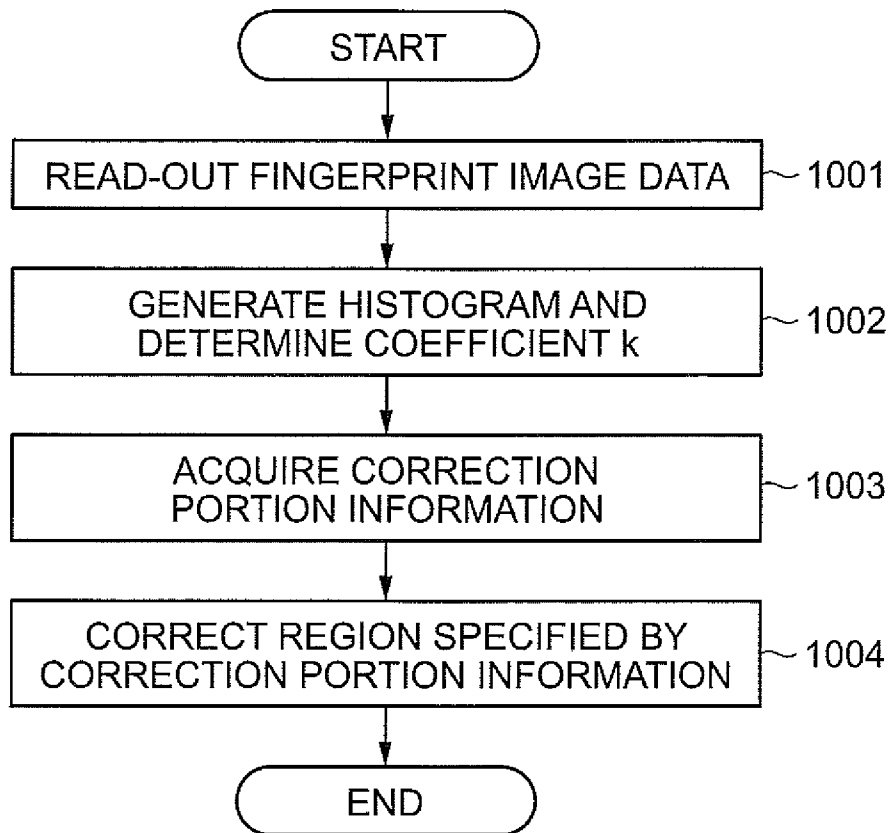 START
READ-OUT FINGERPRINT IMAGE DATA
1001
GENERATE HISTOGRAM AND
DETERMINE COEFFICIENT k
1002
ACQUIRE CORRECTION
PORTION INFORMATION
1003
CORRECT REGION SPECIFIED BY
CORRECTION PORTION INFORMATION
1004
END